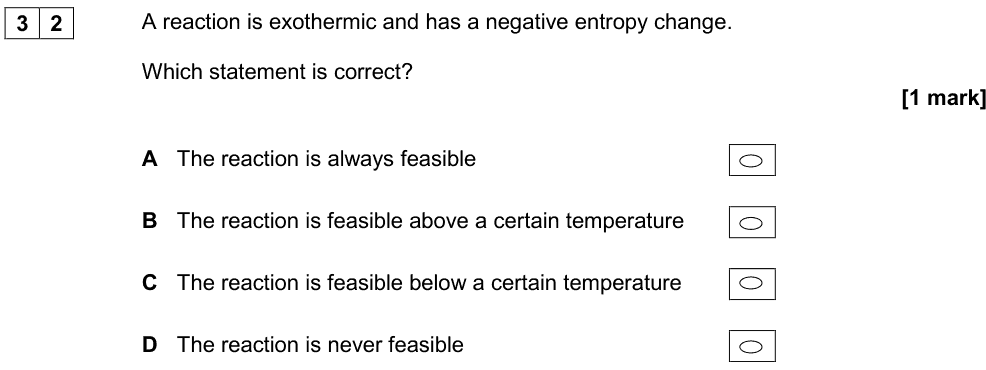 3 2 A reaction is exothermic and has a negative entropy change.
Which statement is correct?
[1 mark]
A The reaction is always feasible
B The reaction is feasible above a certain temperature
C The reaction is feasible below a certain temperature
D The reaction is never feasible